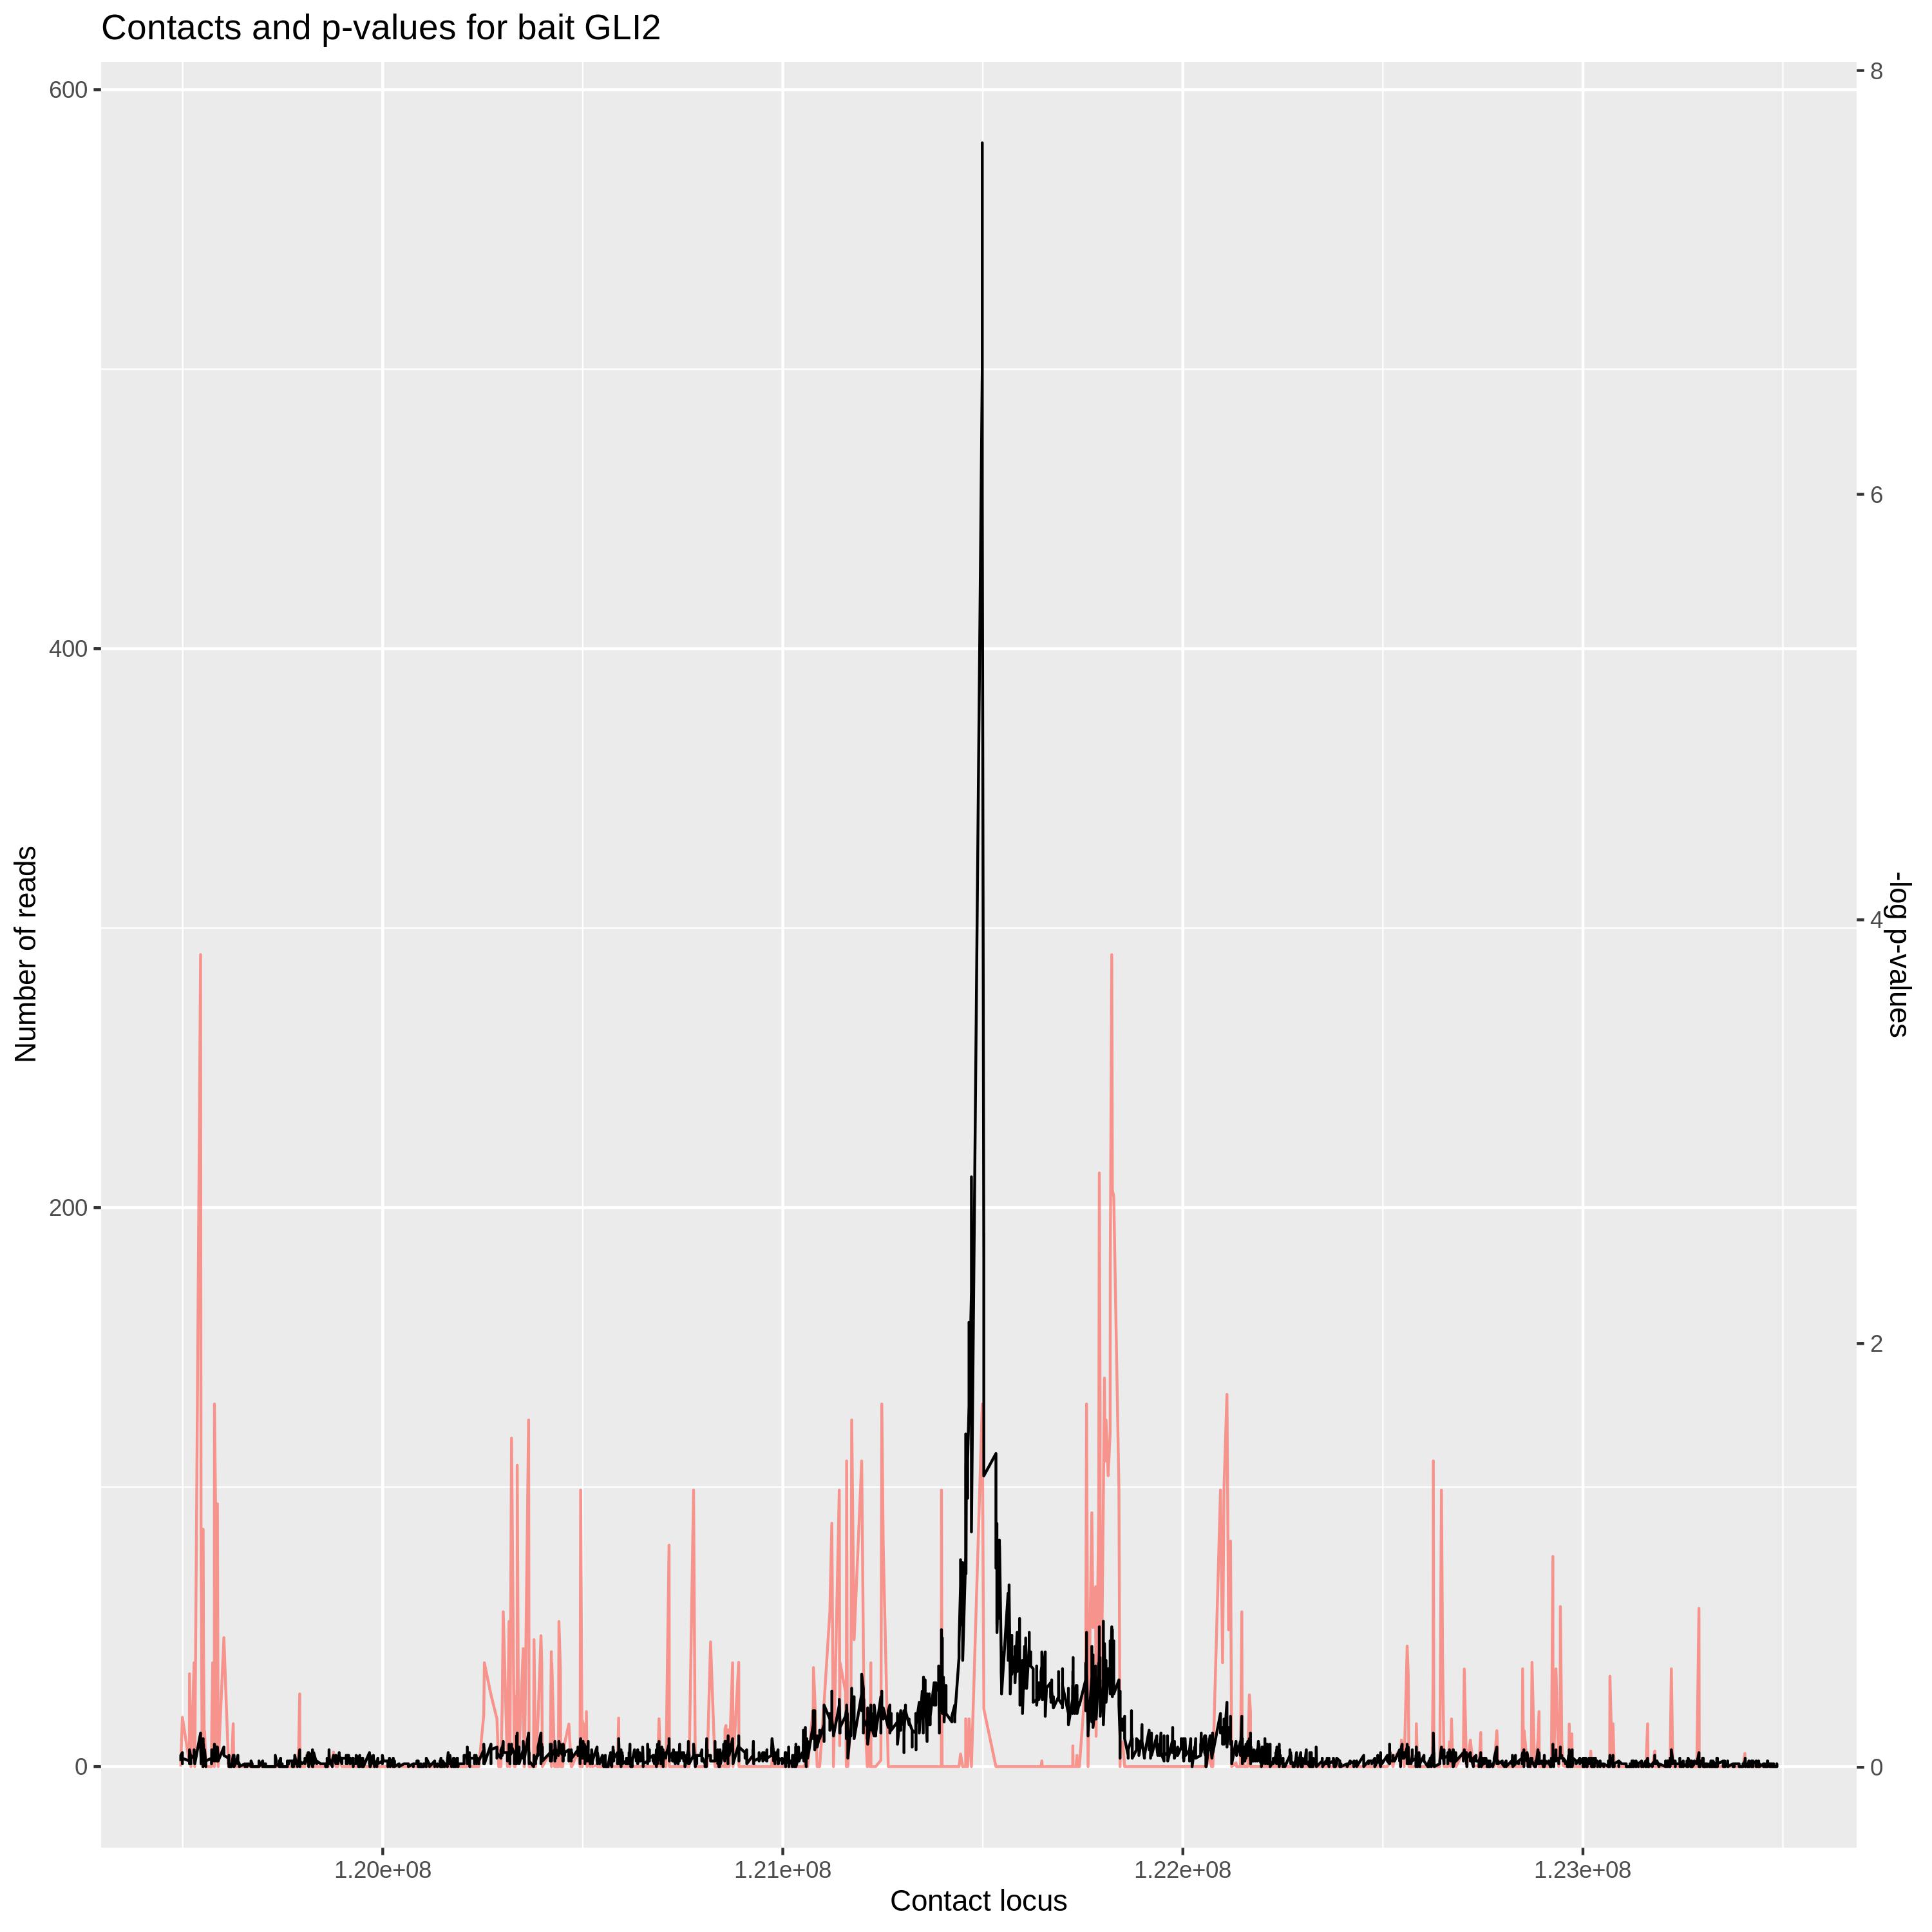 Contacts and p-values for bait GLI2
600
400
200
0
Number of reads
8
6
4
2
0
-log p-values
1.20e+08
1.21e+08
1.22e+08
1.23e+08
Contact locus